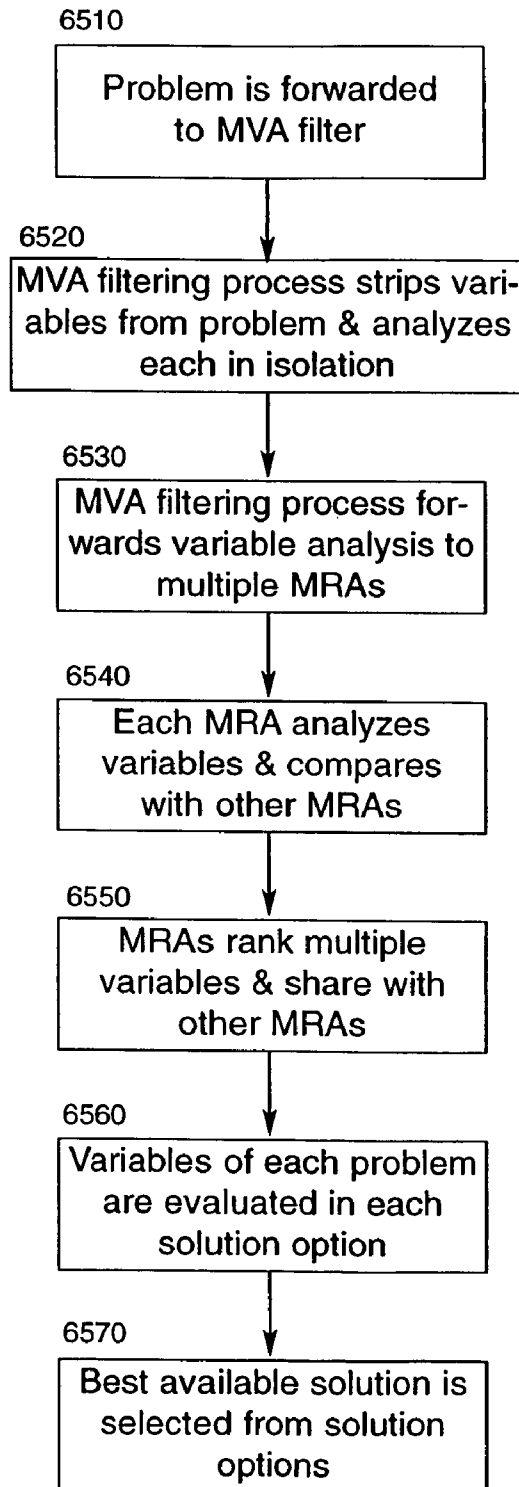 6510
Problem is forwarded
to MVA filter
6520
MVA filtering process strips vari-
ables from problem & analyzes
each in isolation
6530
MVA filtering process for-
wards variable analysis to
multiple MRAs
6540
Each MRA analyzes
variables & compares
with other MRAs
6550
MRAs rank multiple
variables & share with
other MRAs
6560
Variables of each problem
are evaluated in each
solution option
6570
Best available solution is
selected from solution
options